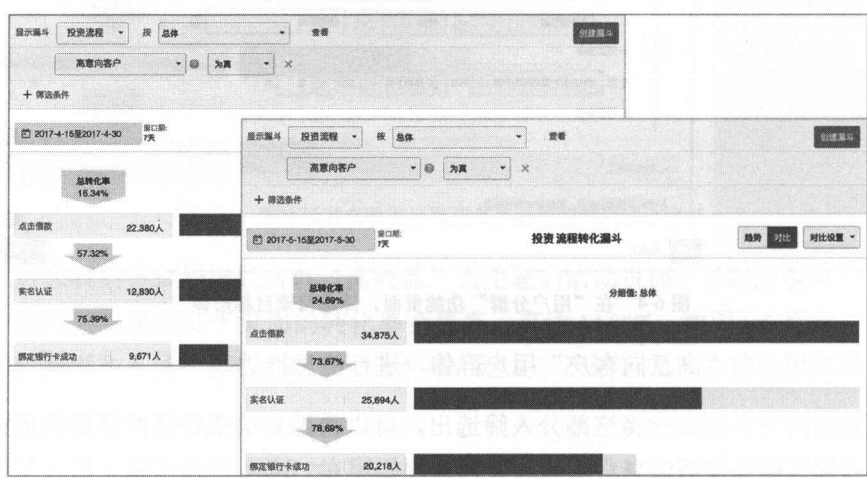 显示漏斗 投资流程 按 总体 查看 创建漏斗
高意向客户 为真 ×
+ 筛选条件
2017-4-15至2017-4-30 窗口期: 7天
总转化率
16.34%
点击借款 22,380人
57.32%
实名认证 12,830人
75.39%
绑定银行卡成功 9,671人
显示漏斗 投资流程 按 总体 查看 创建漏斗
高意向客户 为真 ×
+ 筛选条件
2017-5-15至2017-5-30 窗口期: 7天 投资流程转化漏斗 趋势 对比 对比设置
总转化率
24.69%
分组值: 总体
点击借款 34,875人
73.67%
实名认证 25,694人
78.69%
绑定银行卡成功 20,218人